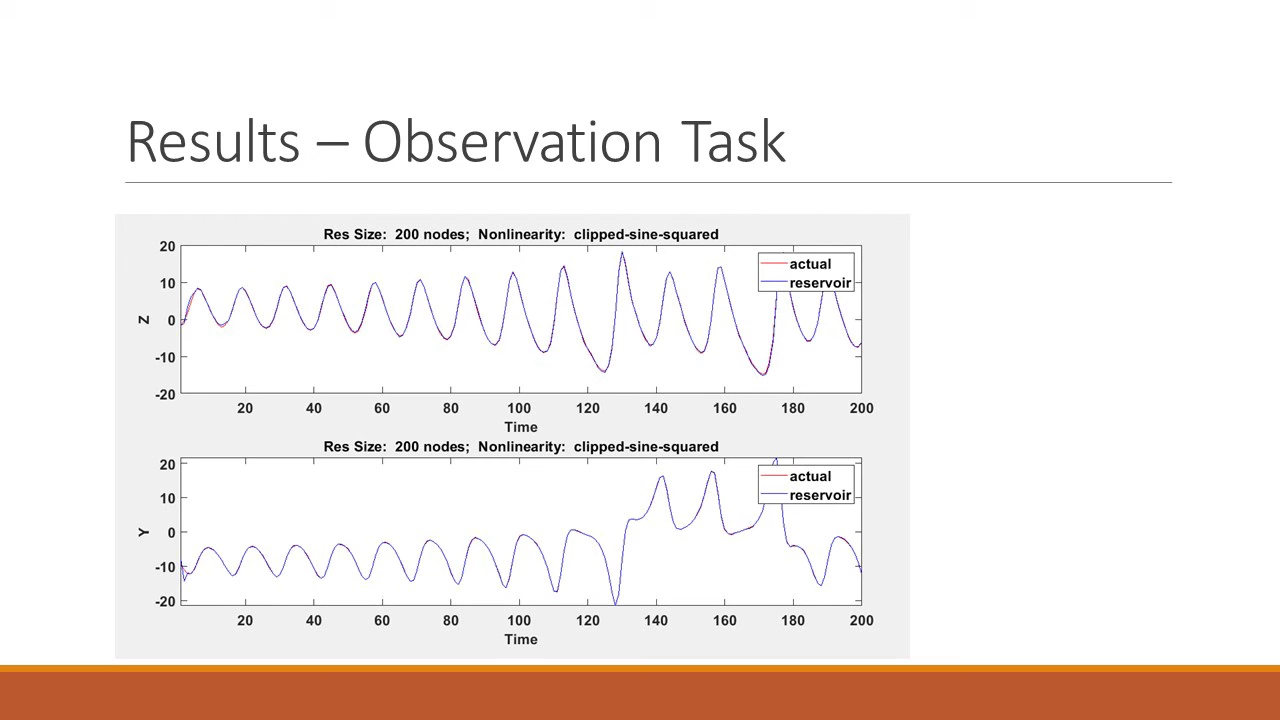 Results – Observation Task
Res Size:  200 nodes;  Nonlinearity:  clipped-sine-squared
20
10
0
-10
-20
Z
actual
reservoir
20 40 60 80 100 120 140 160 180 200
Time
Res Size:  200 nodes;  Nonlinearity:  clipped-sine-squared
20
10
0
-10
-20
Y
actual
reservoir
20 40 60 80 100 120 140 160 180 200
Time